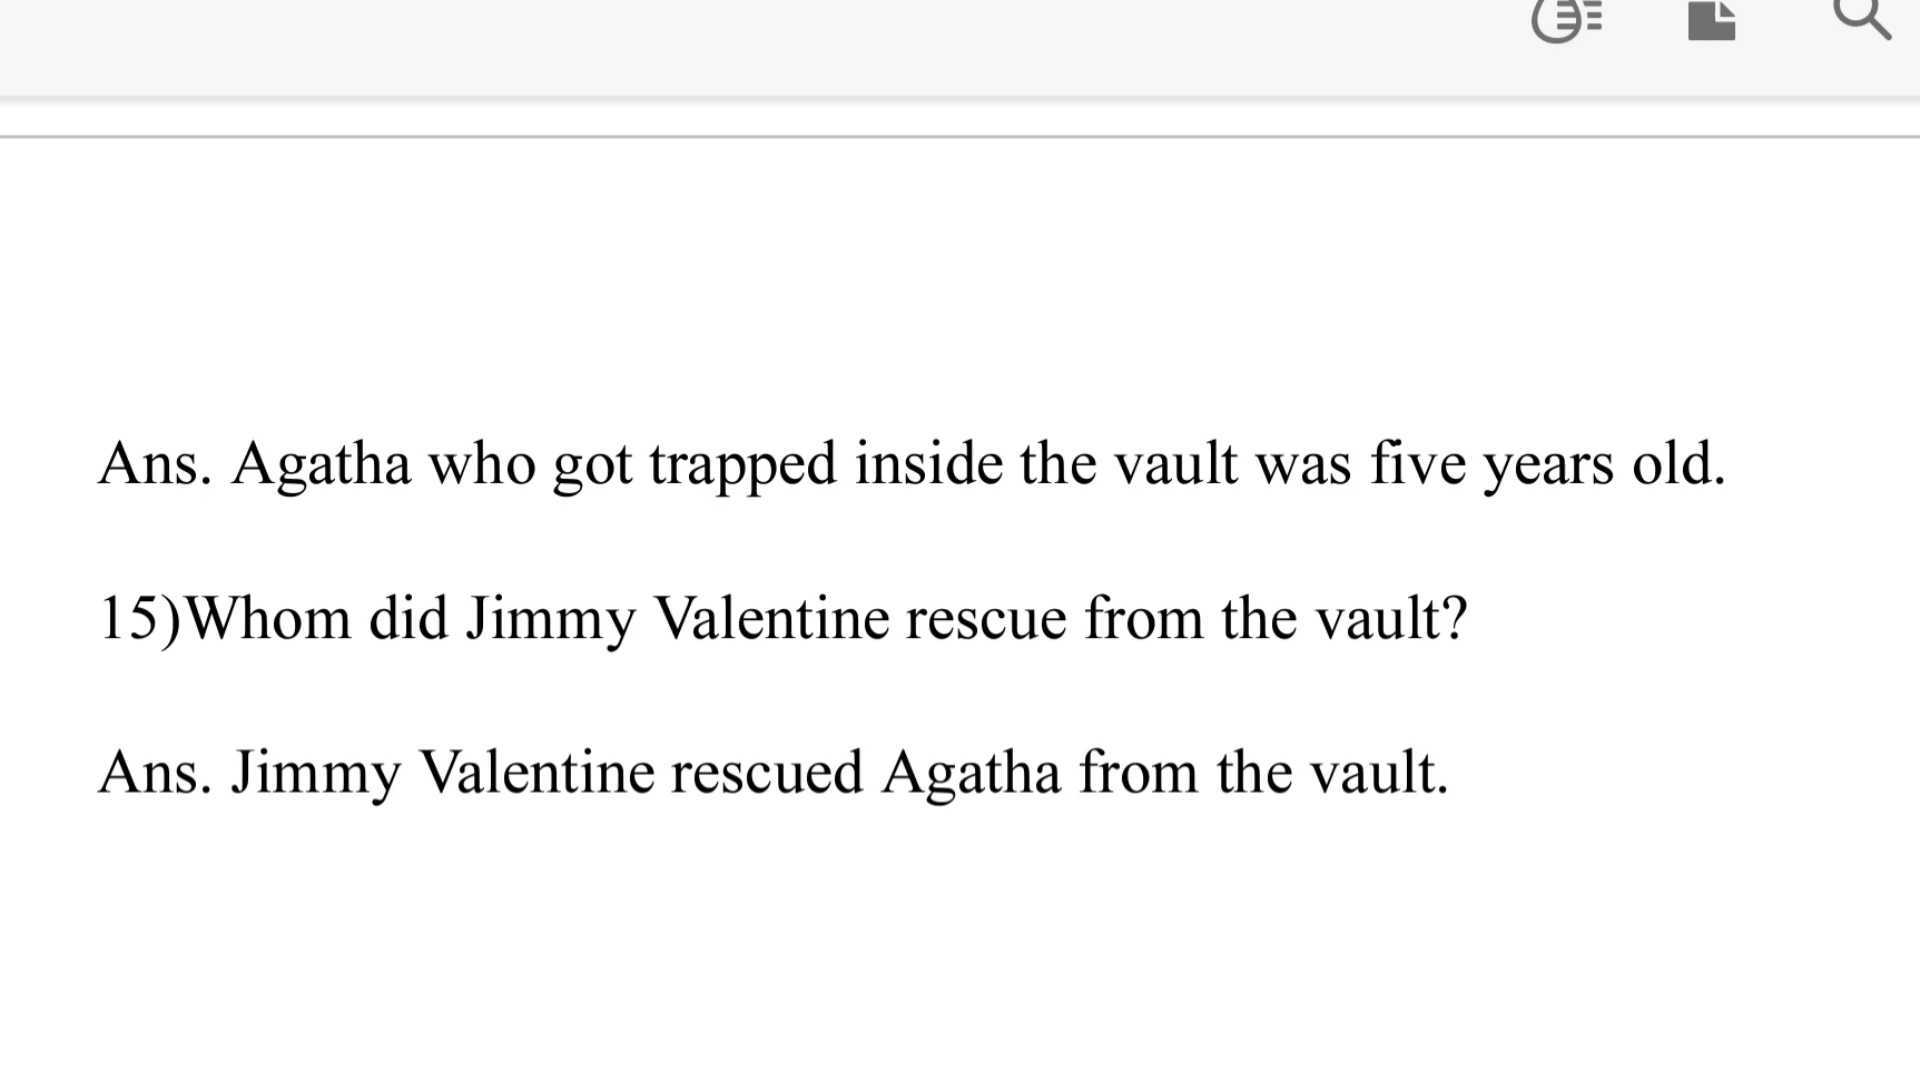 Ans. Agatha who got trapped inside the vault was five years old.
15)Whom did Jimmy Valentine rescue from the vault?
Ans. Jimmy Valentine rescued Agatha from the vault.